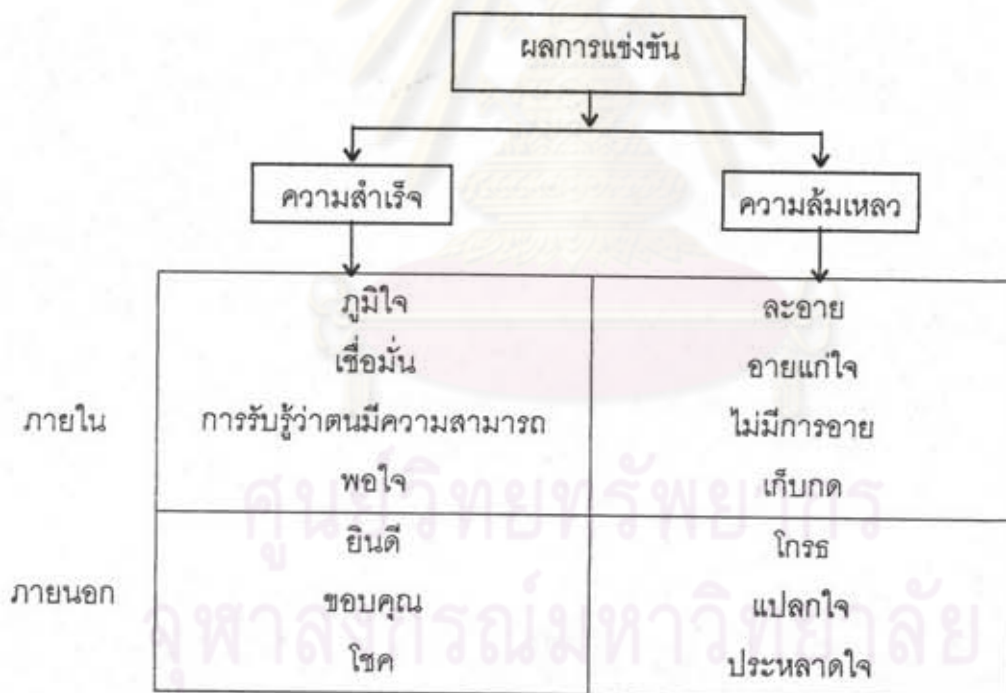 ผลการแข่งขัน
ความสำเร็จ ความล้มเหลว
ภูมิใจ ละอาย
เชื่อมั่น อายแก่ใจ
ภายใน การรับรู้ว่าตนมีความสามารถ ไม่มีการอาย
พอใจ เก็บกด
ยินดี โกรธ
ภายนอก ขอบคุณ แปลกใจ
โชค ประหลาดใจ
ศูนย์วิทยทรัพยากร
จุฬาลงกรณ์มหาวิทยาลัย